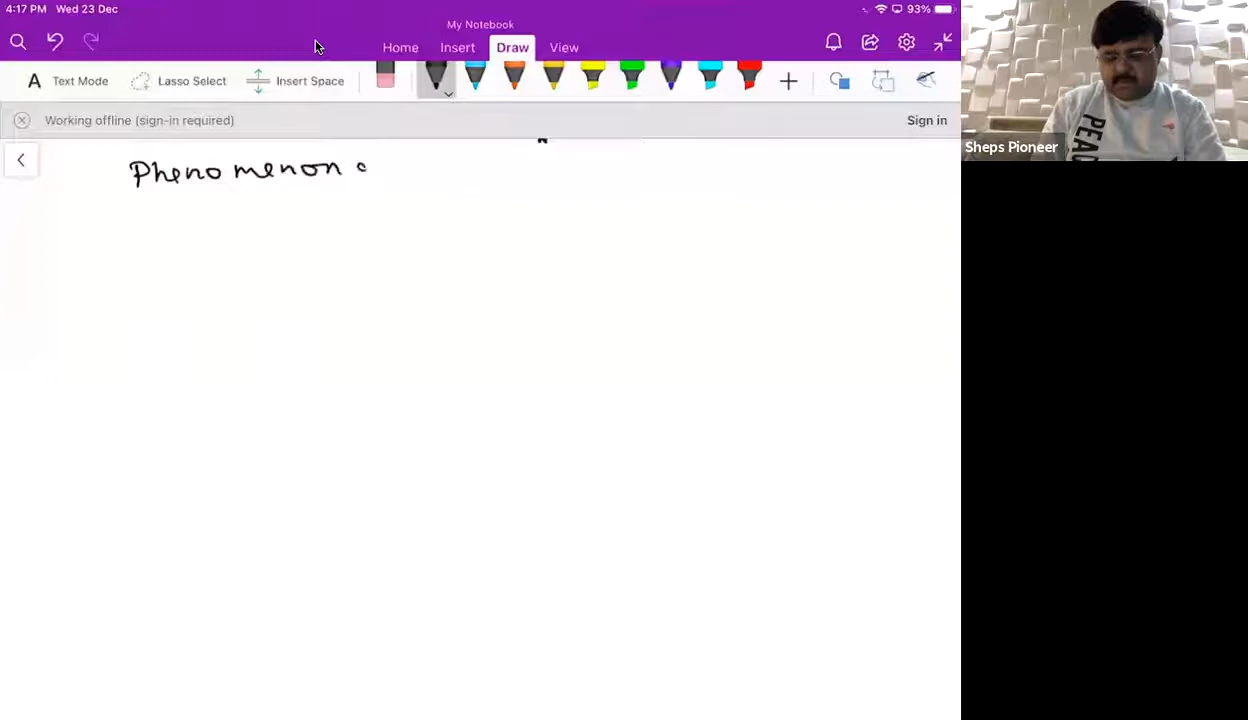 4:17 PM Wed 23 Dec
93%
My Notebook
Home Insert Draw View
A Text Mode Lasso Select Insert Space
Working offline (sign-in required) Sign in
Phenomenon
Sheps Pioneer
PEAD